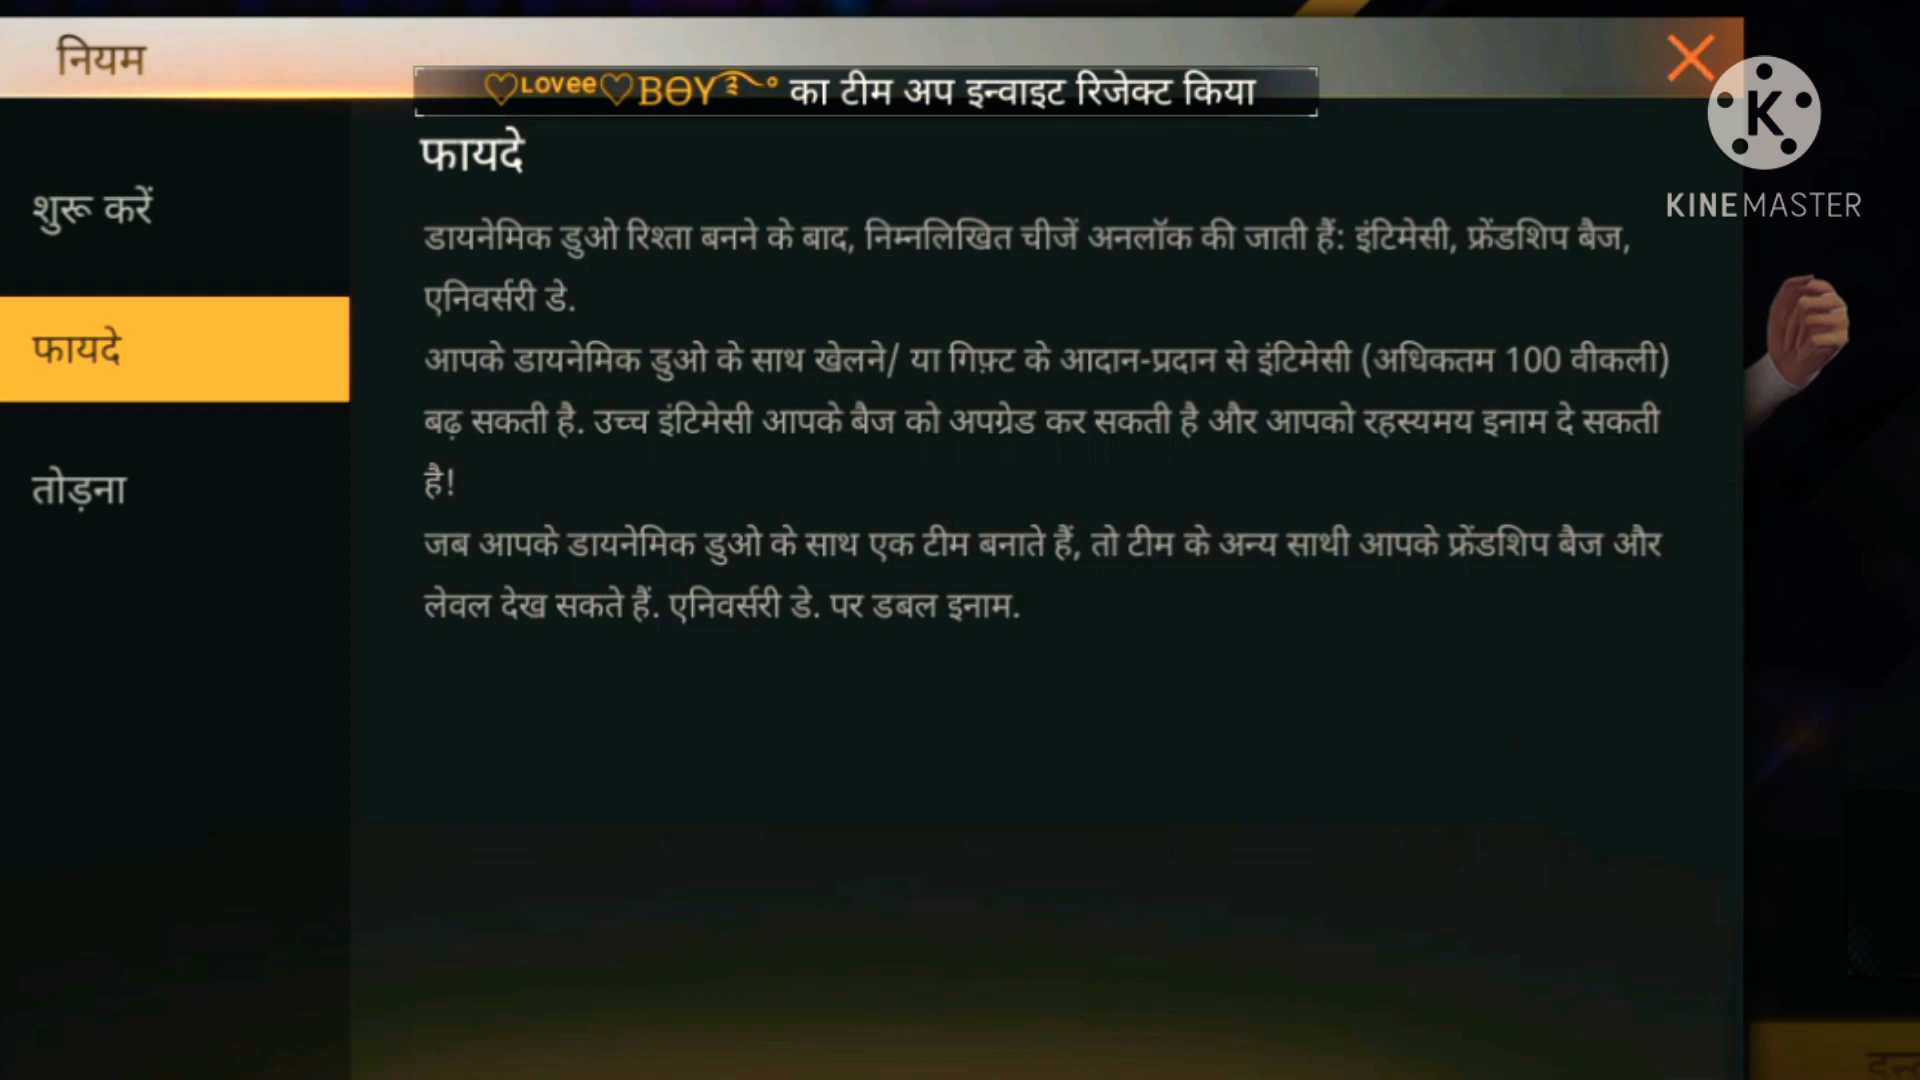 नियम
♡ᴸᵒᵛᵉᵉ♡BӨY࿐ का टीम अप इन्वाइट रिजेक्ट किया
K
KINEMASTER
फायदे
शुरू करें
फायदे
तोड़ना
डायनेमिक डुओ रिश्ता बनने के बाद, निम्नलिखित चीजें अनलॉक की जाती हैं: इंटिमेसी, फ्रेंडशिप बैज,
एनिवर्सरी डे.
आपके डायनेमिक डुओ के साथ खेलने/ या गिफ़्ट के आदान-प्रदान से इंटिमेसी (अधिकतम 100 वीकली)
बढ़ सकती है. उच्च इंटिमेसी आपके बैज को अपग्रेड कर सकती है और आपको रहस्यमय इनाम दे सकती
है!
जब आपके डायनेमिक डुओ के साथ एक टीम बनाते हैं, तो टीम के अन्य साथी आपके फ्रेंडशिप बैज और
लेवल देख सकते हैं. एनिवर्सरी डे. पर डबल इनाम.